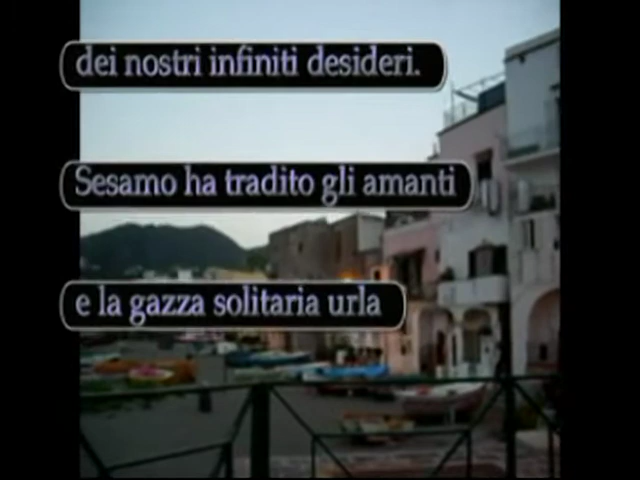 dei nostri infiniti desideri.
Sesamo ha tradito gli amanti
e la gazza solitaria urla